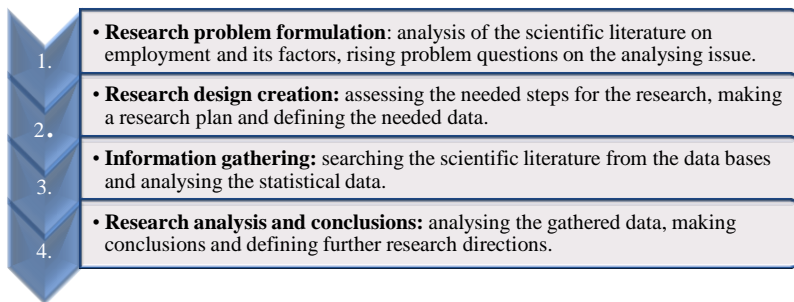 1.
• Research problem formulation: analysis of the scientific literature on
employment and its factors, rising problem questions on the analysing issue.
2.
• Research design creation: assessing the needed steps for the research, making
a research plan and defining the needed data.
3.
• Information gathering: searching the scientific literature from the data bases
and analysing the statistical data.
4.
• Research analysis and conclusions: analysing the gathered data, making
conclusions and defining further research directions.